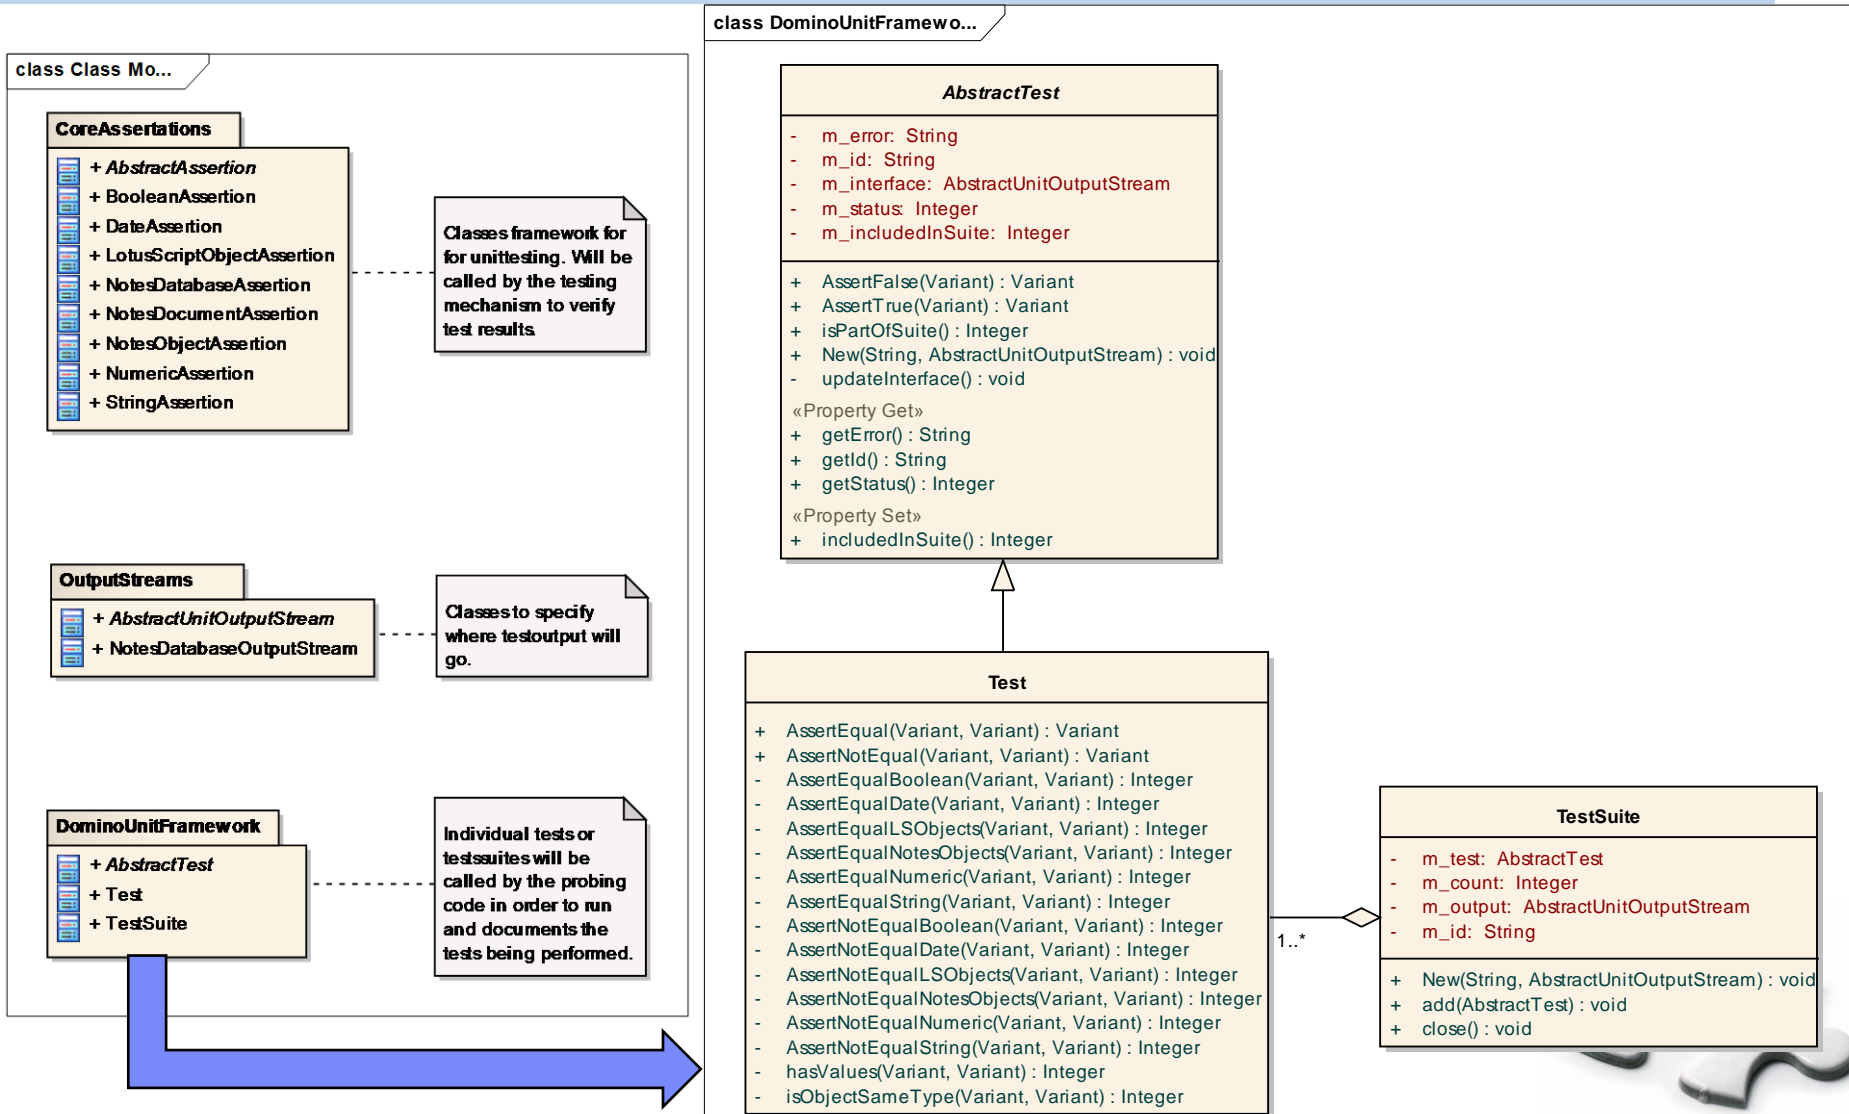 class Class Mo...
CoreAssertations
+ AbstractAssertion
+ BooleanAssertion
+ DateAssertion
+ LotusScriptObjectAssertion
+ NotesDatabaseAssertion
+ NotesDocumentAssertion
+ NotesObjectAssertion
+ NumericAssertion
+ StringAssertion
Classes framework for
for unittesting. Will be
called by the testing
mechanism to verify
test results.
OutputStreams
+ AbstractUnitOutputStream
+ NotesDatabaseOutputStream
Classes to specify
where testoutput will
go.
DominoUnitFramework
+ AbstractTest
+ Test
+ TestSuite
Individual tests or
testssuites will be
called by the probing
code in order to run
and documents the
tests being performed.
class DominoUnitFramewo...
AbstractTest
- m_error: String
- m_id: String
- m_interface: AbstractUnitOutputStream
- m_status: Integer
- m_includedInSuite: Integer
+ AssertFalse(Variant) : Variant
+ AssertTrue(Variant) : Variant
+ isPartOfSuite() : Integer
+ New(String, AbstractUnitOutputStream) : void
- updateInterface() : void
«Property Get»
+ getError() : String
+ getId() : String
+ getStatus() : Integer
«Property Set»
+ includedInSuite() : Integer
Test
+ AssertEqual(Variant, Variant) : Variant
+ AssertNotEqual(Variant, Variant) : Variant
- AssertEqualBoolean(Variant, Variant) : Integer
- AssertEqualDate(Variant, Variant) : Integer
- AssertEqualLSObjects(Variant, Variant) : Integer
- AssertEqualNotesObjects(Variant, Variant) : Integer
- AssertEqualNumeric(Variant, Variant) : Integer
- AssertEqualString(Variant, Variant) : Integer
- AssertNotEqualBoolean(Variant, Variant) : Integer
- AssertNotEqualDate(Variant, Variant) : Integer
- AssertNotEqualLSObjects(Variant, Variant) : Integer
- AssertNotEqualNotesObjects(Variant, Variant) : Integer
- AssertNotEqualNumeric(Variant, Variant) : Integer
- AssertNotEqualString(Variant, Variant) : Integer
- hasValues(Variant, Variant) : Integer
- isObjectSameType(Variant, Variant) : Integer
1..*
TestSuite
- m_test: AbstractTest
- m_count: Integer
- m_output: AbstractUnitOutputStream
- m_id: String
+ New(String, AbstractUnitOutputStream) : void
+ add(AbstractTest) : void
+ close() : void